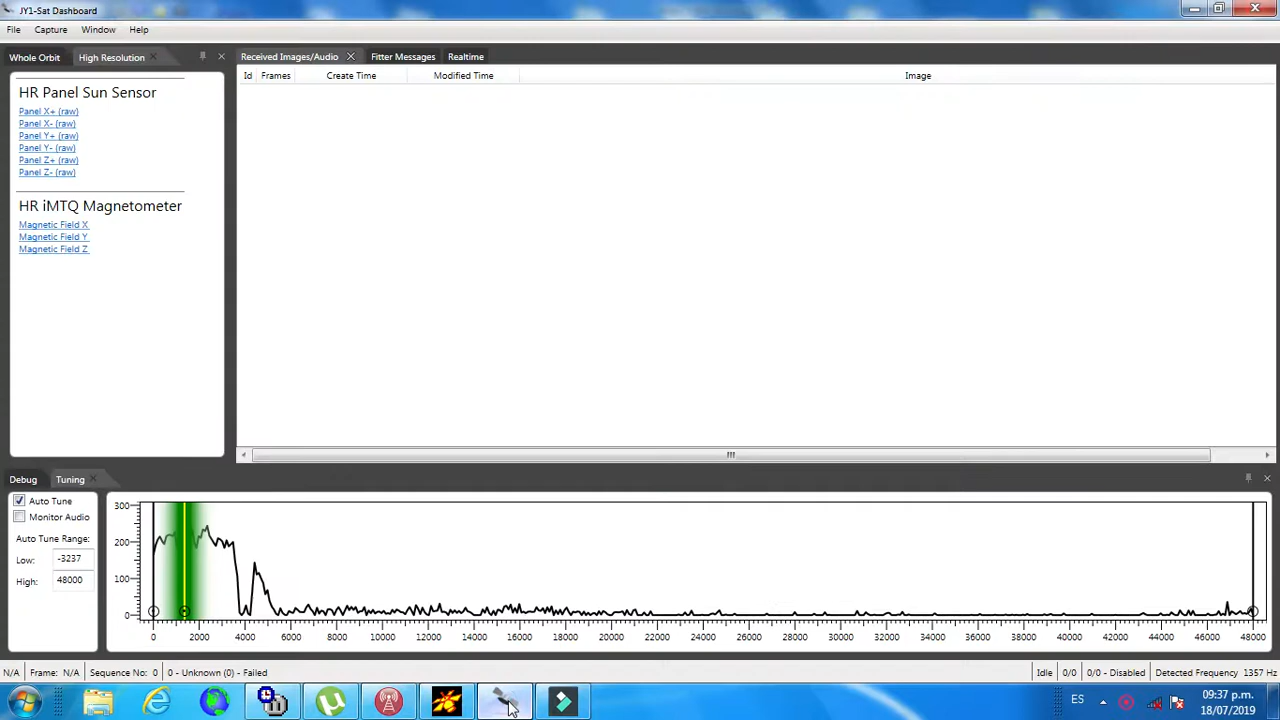 JY1-Sat Dashboard
File Capture Window Help
Whole Orbit High Resolution
Received Images/Audio Fitter Messages Realtime
Id Frames Create Time Modified Time Image
HR Panel Sun Sensor
Panel X+ (raw)
Panel X- (raw)
Panel Y+ (raw)
Panel Y- (raw)
Panel Z+ (raw)
Panel Z- (raw)
HR iMTQ Magnetometer
Magnetic Field X
Magnetic Field Y
Magnetic Field Z
Debug Tuning
Auto Tune
Monitor Audio
Auto Tune Range:
Low: -3237
High: 48000
300
200
100
0
0 2000 4000 6000 8000 10000 12000 14000 16000 18000 20000 22000 24000 26000 28000 30000 32000 34000 36000 38000 40000 42000 44000 46000 48000
N/A Frame: N/A Sequence No: 0 0 - Unknown (0) - Failed Idle 0/0 0/0 - Disabled Detected Frequency 1357 Hz
ES 09:37 p.m.
18/07/2019